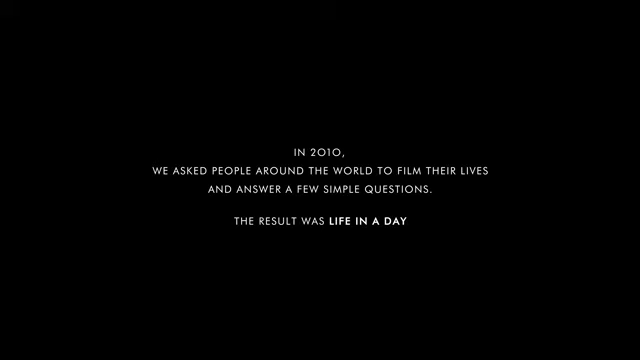 IN 2010,
WE ASKED PEOPLE AROUND THE WORLD TO FILM THEIR LIVES
AND ANSWER A FEW SIMPLE QUESTIONS.
THE RESULT WAS LIFE IN A DAY